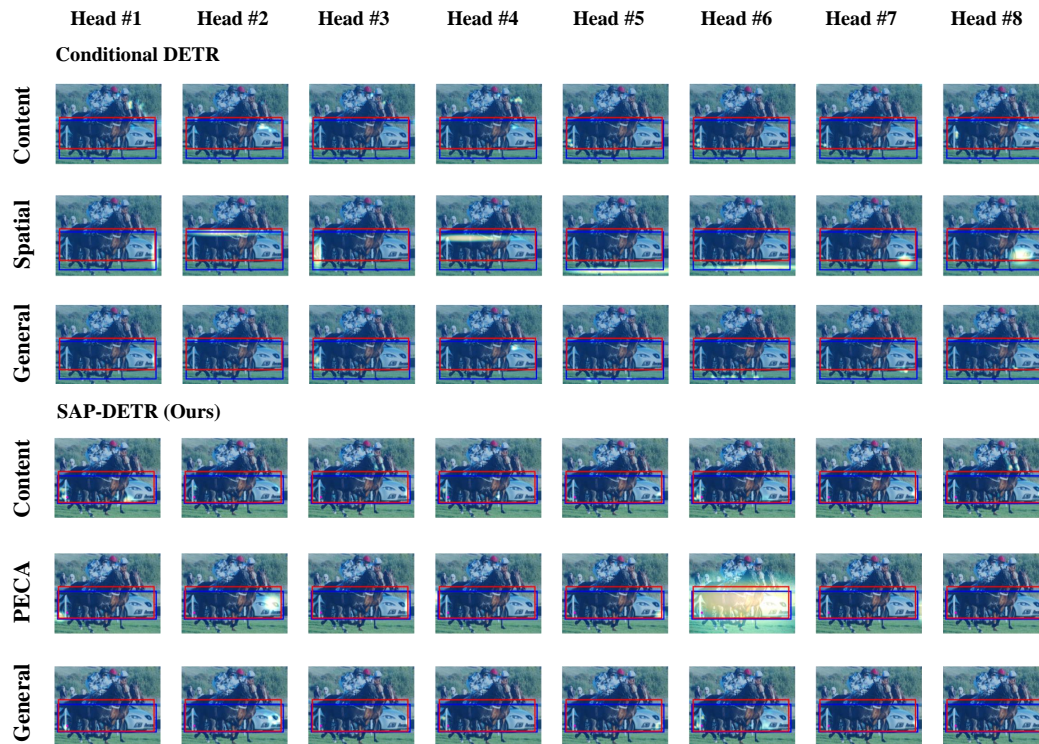 Head #1 Head #2 Head #3 Head #4 Head #5 Head #6 Head #7 Head #8
Conditional DETR
Content
Spatial
General
SAP-DETR (Ours)
Content
PECA
General